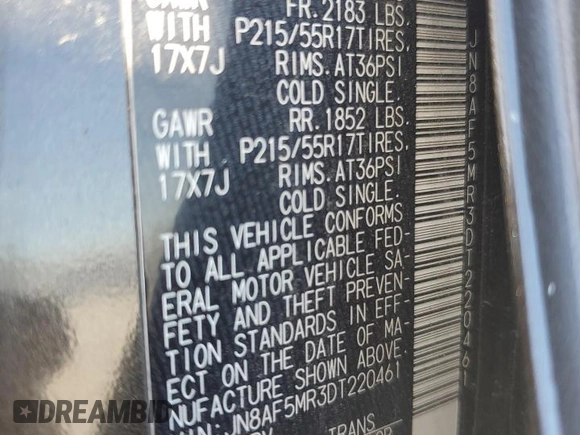 GAWR FR. 2183 LBS.
WITH P215/55R17TIRES,
17X7J RIMS. AT36PSI
COLD SINGLE.
GAWR RR. 1852 LBS.
WITH P215/55R17TIRES,
17X7J RIMS. AT36PSI
COLD SINGLE.
THIS VEHICLE CONFORMS
TO ALL APPLICABLE FED-
ERAL MOTOR VEHICLE SA-
FETY AND THEFT PREVEN-
TION STANDARDS IN EFF-
ECT ON THE DATE OF MA-
NUFACTURE SHOWN ABOVE.
VIN: JN8AF5MR3DT220461
TRANS
JN8AF5MR3DT220461
DREAMBID